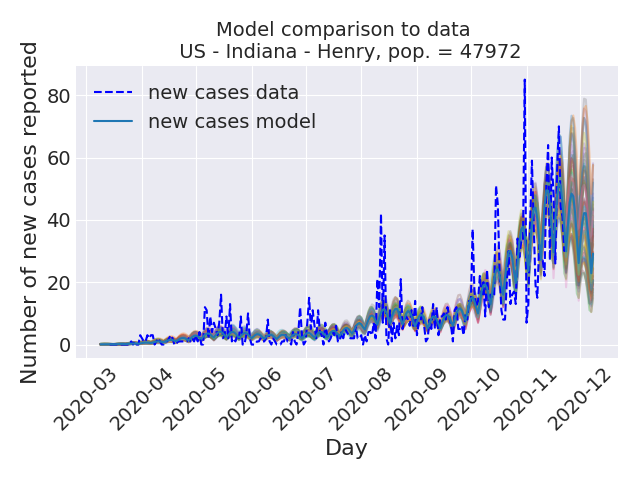 Model comparison to data
US - Indiana - Henry, pop. = 47972
Number of new cases reported
80
60
40
20
0
new cases data
new cases model
2020-03
2020-04
2020-05
2020-06
2020-07
2020-08
2020-09
2020-10
2020-11
2020-12
Day